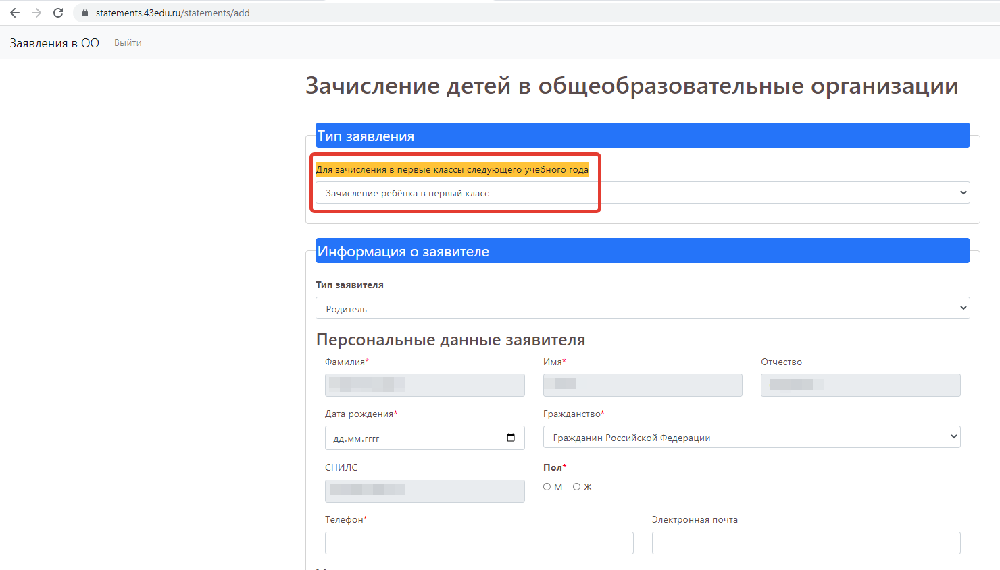 statements.43edu.ru/statements/add
Заявления в ОО Выйти
Зачисление детей в общеобразовательные организации
Тип заявления
Для зачисления в первые классы следующего учебного года
Зачисление ребёнка в первый класс
Информация о заявителе
Тип заявителя
Родитель
Персональные данные заявителя
Фамилия* Имя* Отчество
Дата рождения* Гражданство*
дд.мм.гггг Гражданин Российской Федерации
СНИЛС Пол*
М Ж
Телефон* Электронная почта